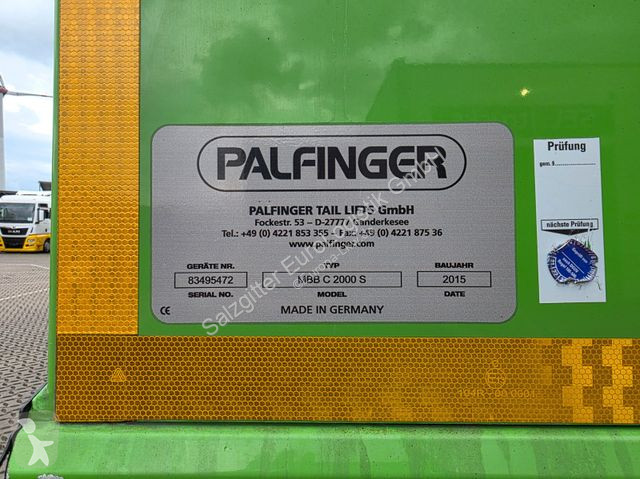 PALFINGER
PALFINGER TAIL LIFTS GmbH
Fockestr. 53 – D-27777 Ganderkesee
Tel.: +49 (0) 4221 853 355 – Fax: +49 (0) 4221 875 36
www.palfinger.com
GERÄTE NR. TYP BAUJAHR
83495472 MBB C 2000 S 2015
SERIAL NO. MODEL DATE
CE MADE IN GERMANY
Prüfung
gem. §
nächste Prüfung
MAN